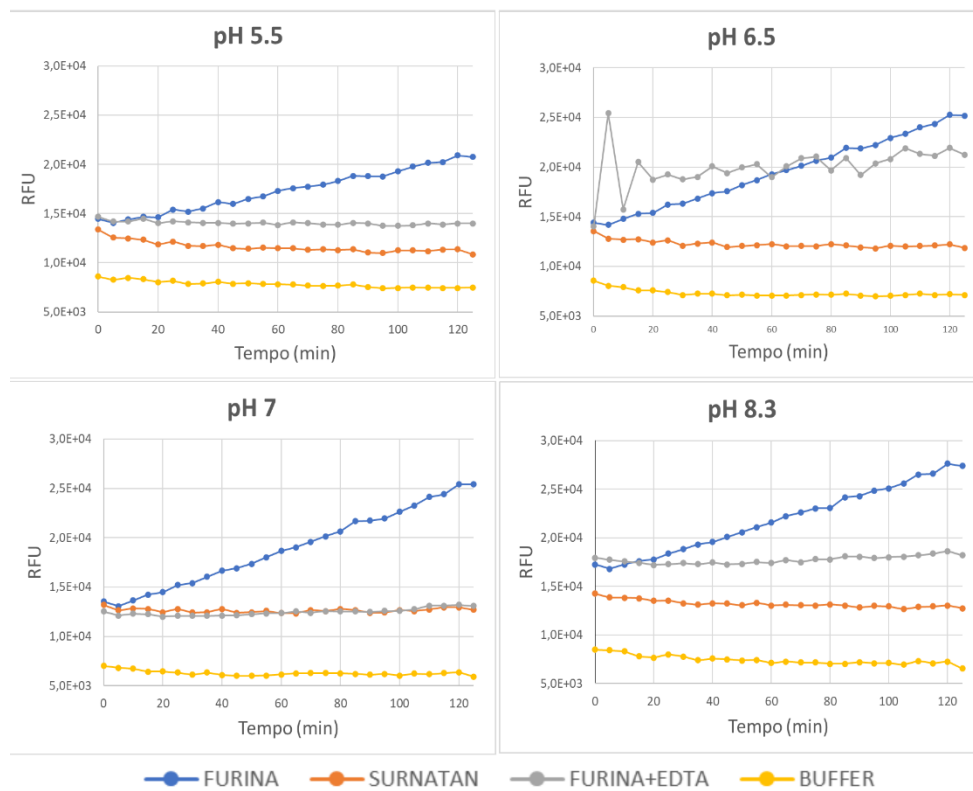 pH 5.5
3,0E+04
2,5E+04
2,0E+04
1,5E+04
1,0E+04
5,0E+03
RFU
0 20 40 60 80 100 120
Tempo (min)
pH 6.5
3,0E+04
2,5E+04
2,0E+04
1,5E+04
1,0E+04
5,0E+03
RFU
0 20 40 60 80 100 120
Tempo (min)
pH 7
3,0E+04
2,5E+04
2,0E+04
1,5E+04
1,0E+04
5,0E+03
RFU
0 20 40 60 80 100 120
Tempo (min)
pH 8.3
3,0E+04
2,5E+04
2,0E+04
1,5E+04
1,0E+04
5,0E+03
RFU
0 20 40 60 80 100 120
Tempo (min)
FURINA SURNATAN FURINA+EDTA BUFFER